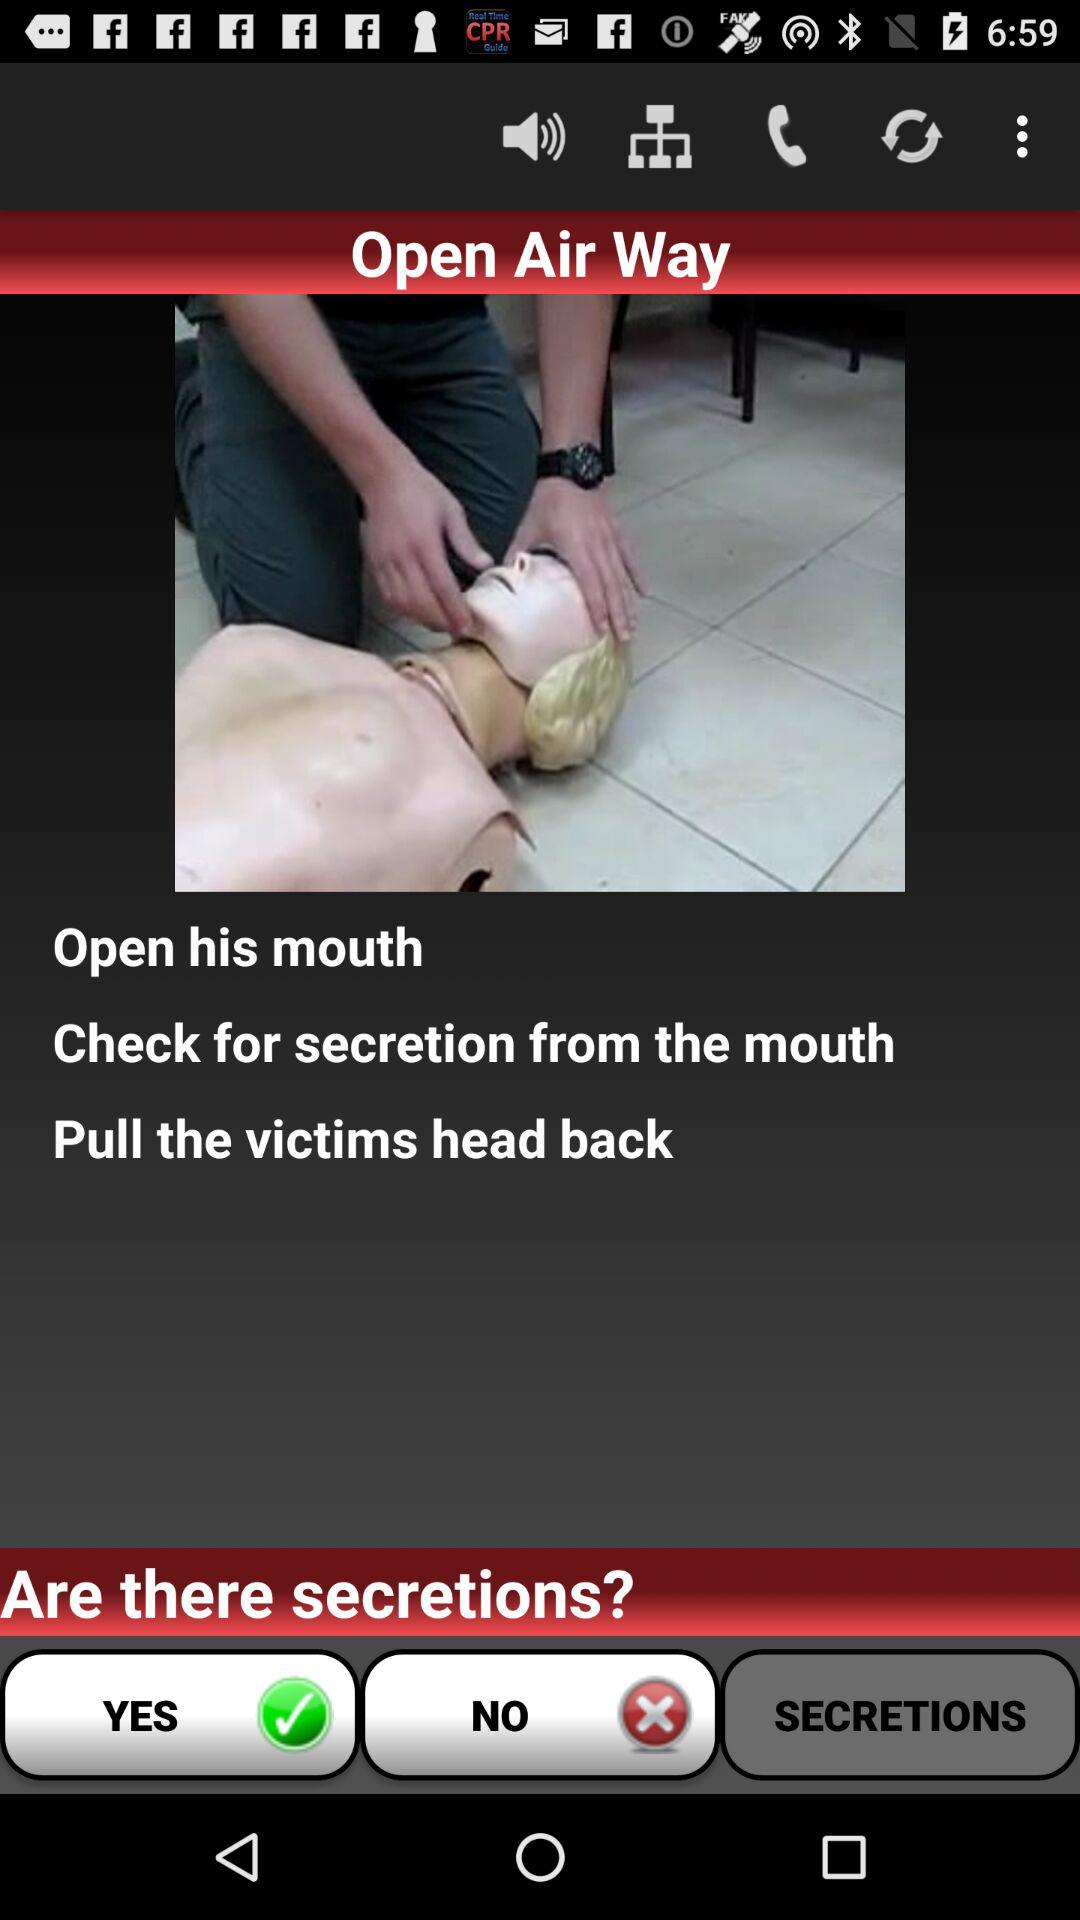 Real Time
CPR
Guide
FAKE
6:59
Open Air Way
Open his mouth
Check for secretion from the mouth
Pull the victims head back
Are there secretions?
YES NO SECRETIONS